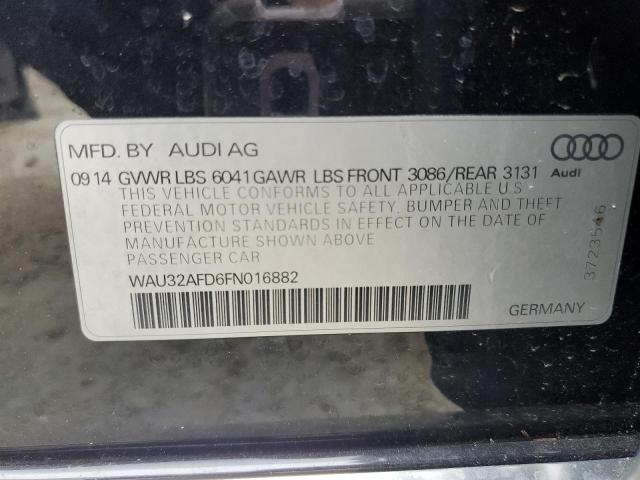 MFD. BY AUDI AG
09 14 GVWR LBS 6041 GAWR LBS FRONT 3086/REAR 3131
Audi
THIS VEHICLE CONFORMS TO ALL APPLICABLE U.S
FEDERAL MOTOR VEHICLE SAFETY, BUMPER AND THEFT
PREVENTION STANDARDS IN EFFECT ON THE DATE OF
MANUFACTURE SHOWN ABOVE
PASSENGER CAR
WAU32AFD6FN016882
GERMANY